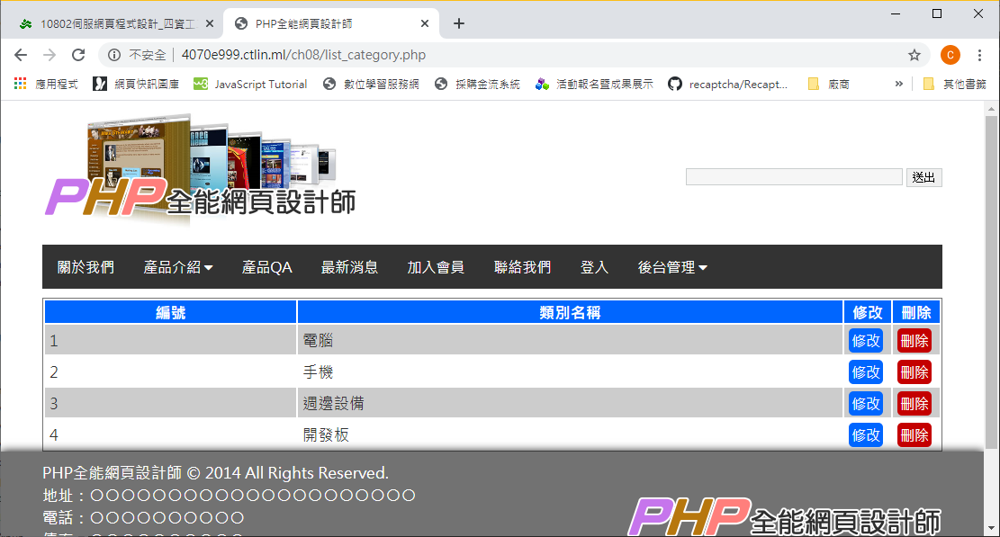 10802伺服網頁程式設計_四資工
PHP全能網頁設計師
不安全 4070e999.ctlin.ml/ch08/list_category.php
C
應用程式 網頁快訊圖庫 JavaScript Tutorial 數位學習服務網 採購金流系統 活動報名暨成果展示 recaptcha/Recapt... 廠商 » 其他書籤
PHP全能網頁設計師
送出
關於我們 產品介紹 產品QA 最新消息 加入會員 聯絡我們 登入 後台管理
編號 類別名稱 修改 刪除
1 電腦 修改 刪除
2 手機 修改 刪除
3 週邊設備 修改 刪除
4 開發板 修改 刪除
PHP全能網頁設計師 © 2014 All Rights Reserved.
地址：○○○○○○○○○○○○○○○○○○○○○
電話：○○○○○○○○○○
PHP全能網頁設計師